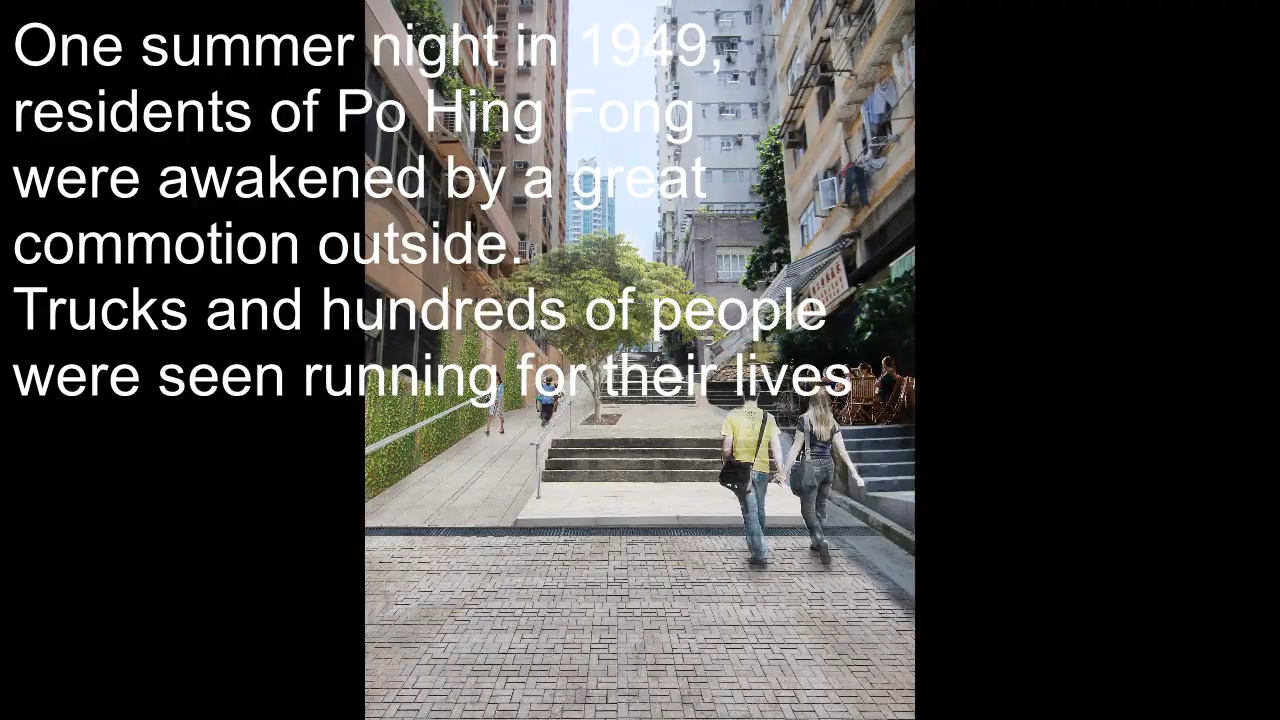 One summer night in 1949,
residents of Po Hing Fong
were awakened by a great
commotion outside.
Trucks and hundreds of people
were seen running for their lives